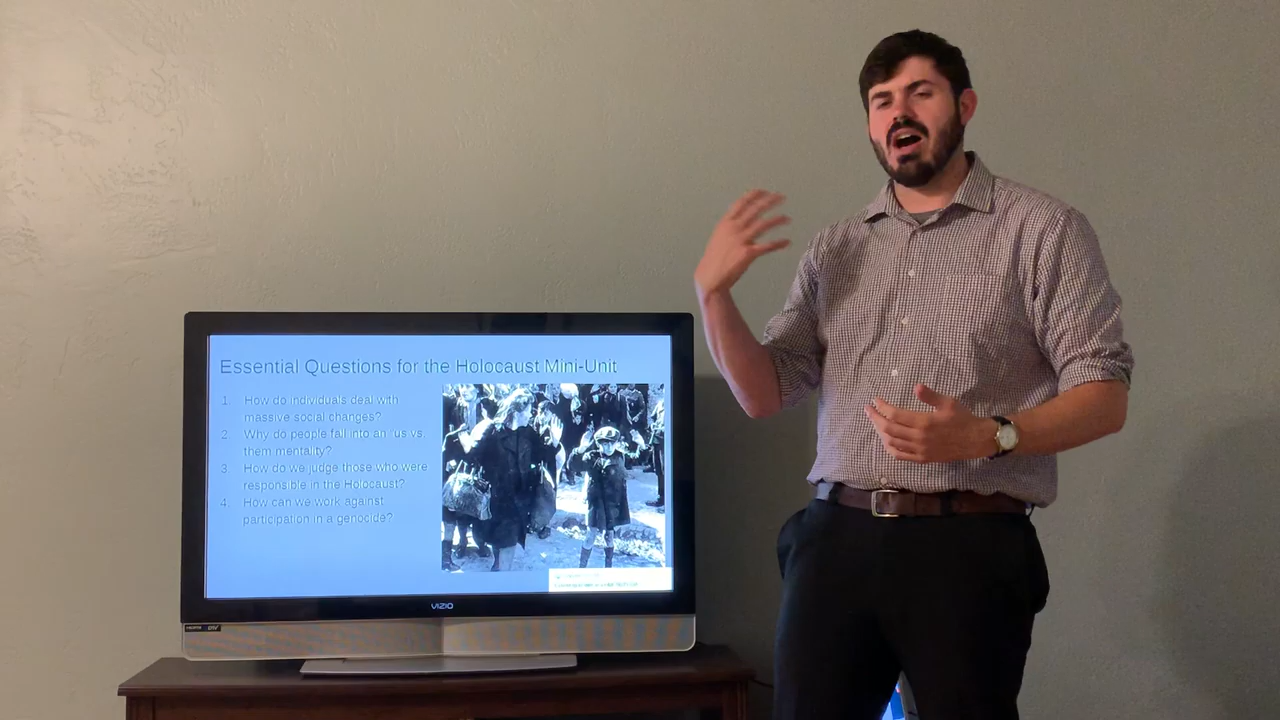 Essential Questions for the Holocaust Mini-Unit
1. How do individuals deal with
massive social changes?
2. Why do people fall into an "us vs.
them mentality?
3. How do we judge those who were
responsible in the Holocaust?
4. How can we work against
participation in a genocide?
VIZIO